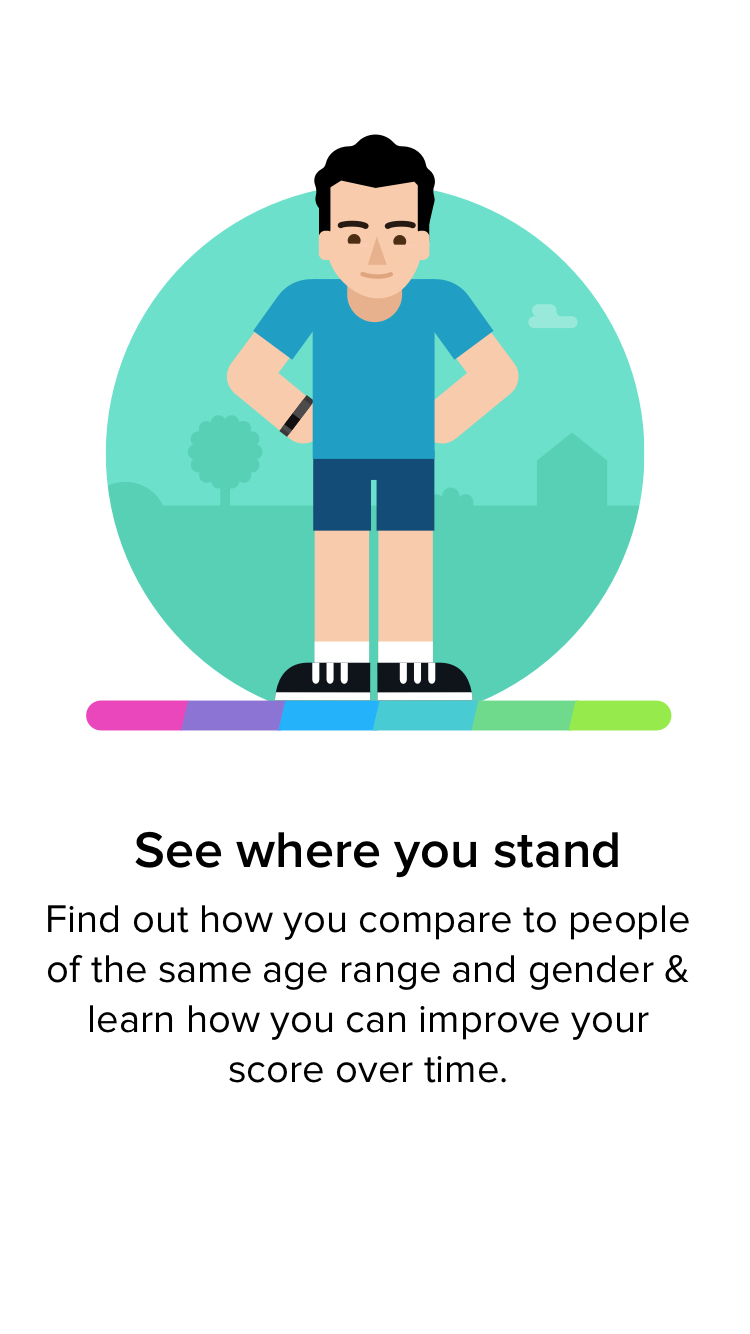 See where you stand
Find out how you compare to people
of the same age range and gender &
learn how you can improve your
score over time.